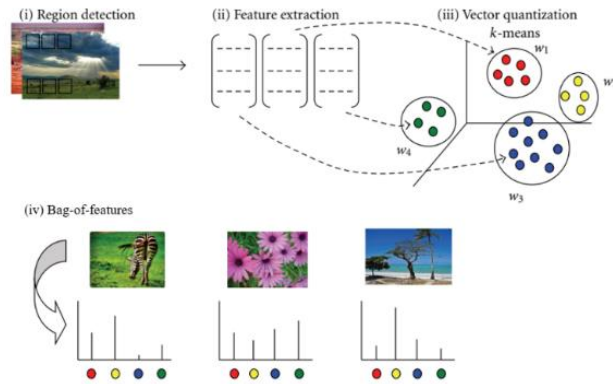 (i) Region detection
(ii) Feature extraction
(iii) Vector quantization
k-means
w1
w
w4
w3
(iv) Bag-of-features